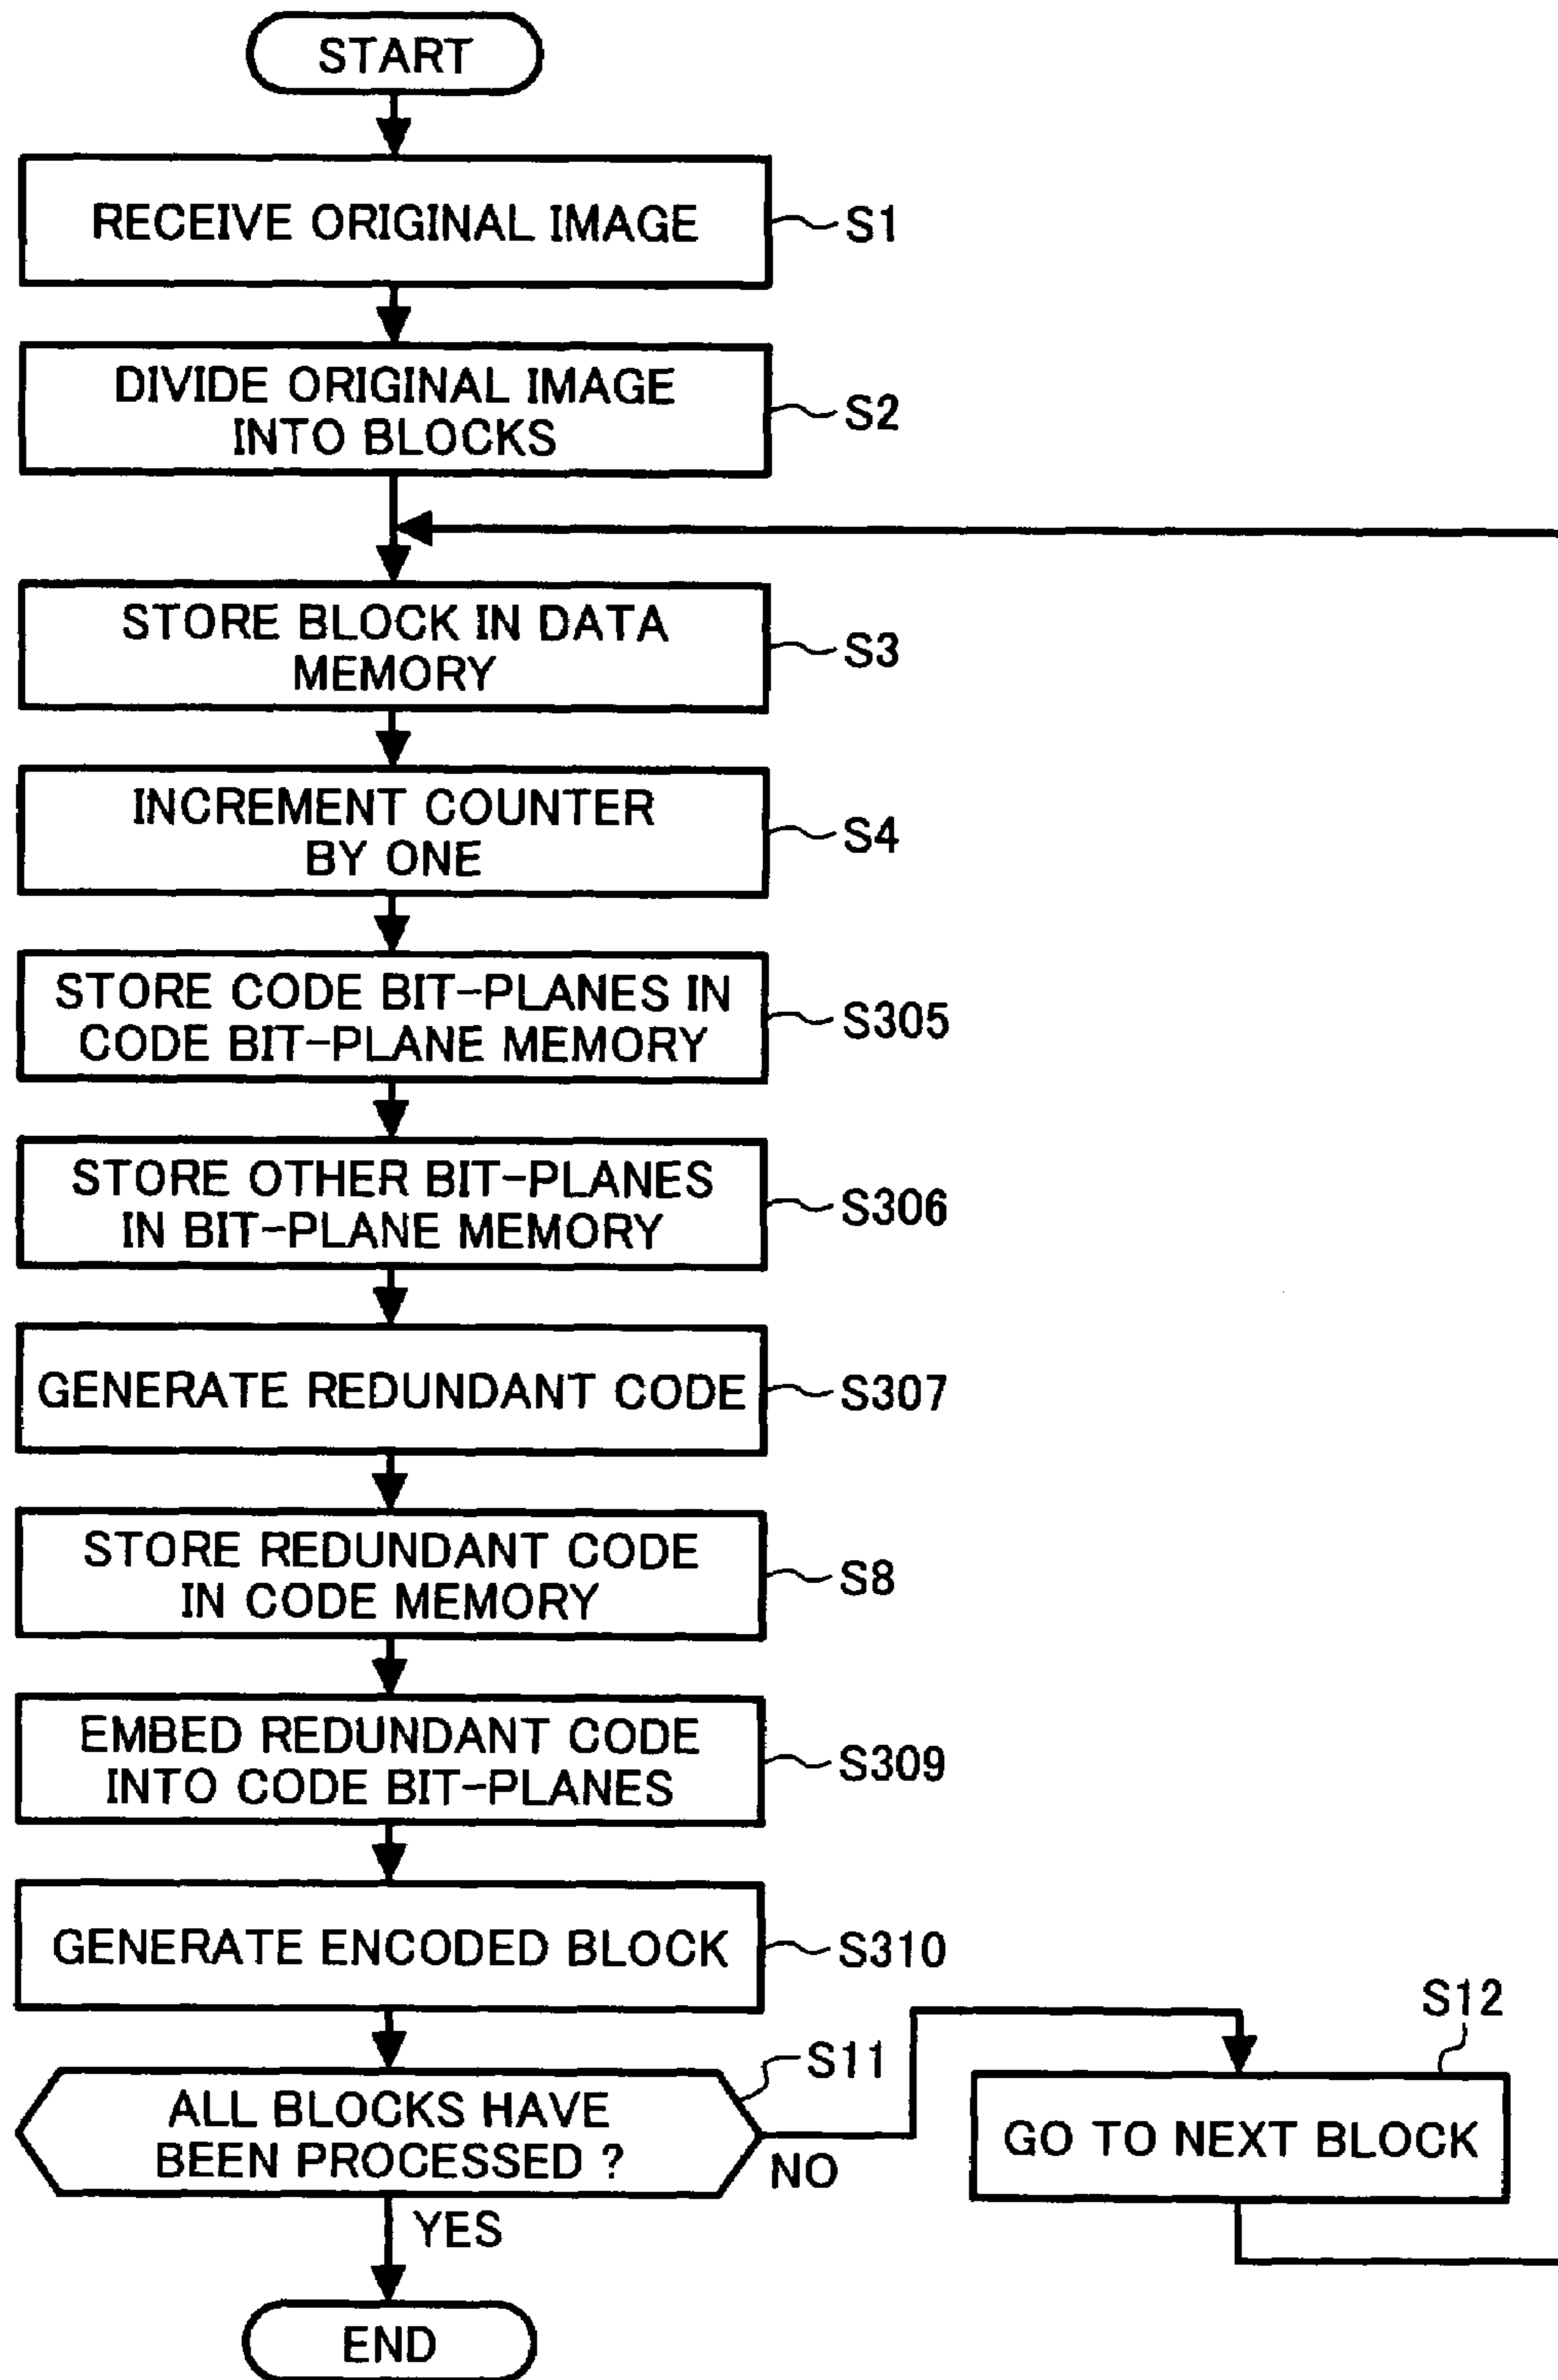 START
RECEIVE ORIGINAL IMAGE
S1
DIVIDE ORIGINAL IMAGE
INTO BLOCKS
S2
STORE BLOCK IN DATA
MEMORY
S3
INCREMENT COUNTER
BY ONE
S4
STORE CODE BIT-PLANES IN
CODE BIT-PLANE MEMORY
S305
STORE OTHER BIT-PLANES
IN BIT-PLANE MEMORY
S306
GENERATE REDUNDANT CODE
S307
STORE REDUNDANT CODE
IN CODE MEMORY
S8
EMBED REDUNDANT CODE
INTO CODE BIT-PLANES
S309
GENERATE ENCODED BLOCK
S310
ALL BLOCKS HAVE
BEEN PROCESSED ?
S11
NO
S12
GO TO NEXT BLOCK
YES
END